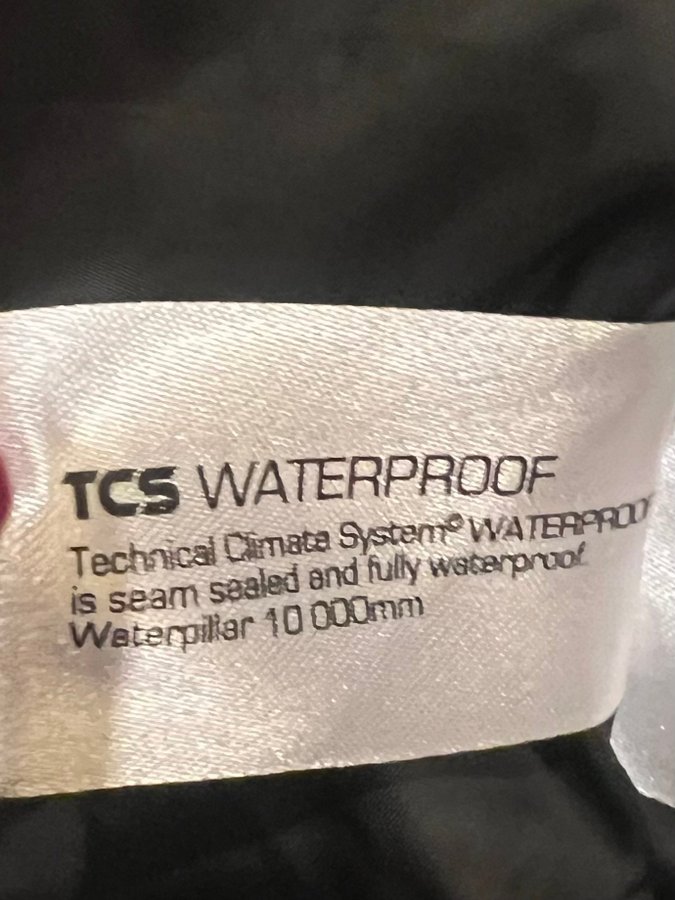 TCS WATERPROOF
Technical Climate System® WATERPROOF
is seam sealed and fully waterproof.
Waterpillar 10 000mm